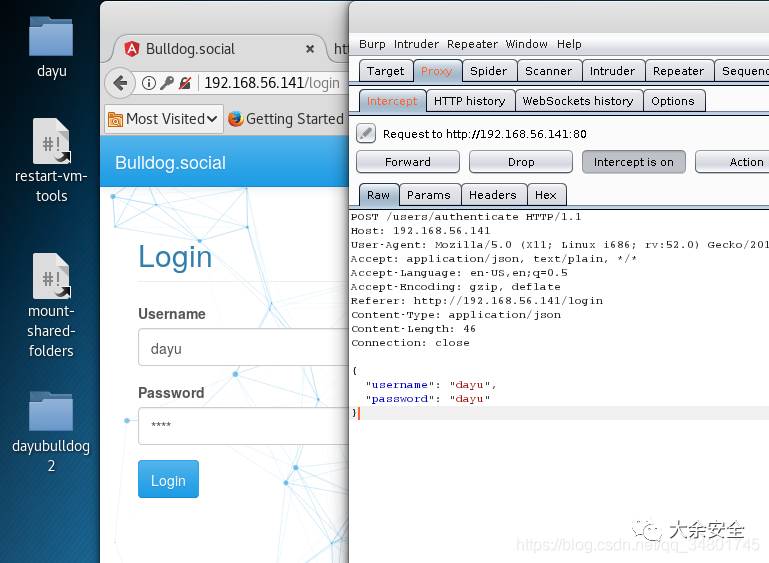 dayu
restart-vm-
tools
mount-
shared-
folders
dayubulldog
2
Bulldog.social
192.168.56.141/login
Most Visited
Getting Started
Bulldog.social
Login
Username
dayu
Password
****
Login
Burp Intruder Repeater Window Help
Target Proxy Spider Scanner Intruder Repeater Sequenc
Intercept HTTP history WebSockets history Options
Request to http://192.168.56.141:80
Forward Drop Intercept is on Action
Raw Params Headers Hex
POST /users/authenticate HTTP/1.1
Host: 192.168.56.141
User-Agent: Mozilla/5.0 (X11; Linux i686; rv:52.0) Gecko/201
Accept: application/json, text/plain, */*
Accept-Language: en-US,en;q=0.5
Accept-Encoding: gzip, deflate
Referer: http://192.168.56.141/login
Content-Type: application/json
Content-Length: 46
Connection: close
{
"username": "dayu",
"password": "dayu"
}
大余安全
https://blog.csdn.net/qq_34801745